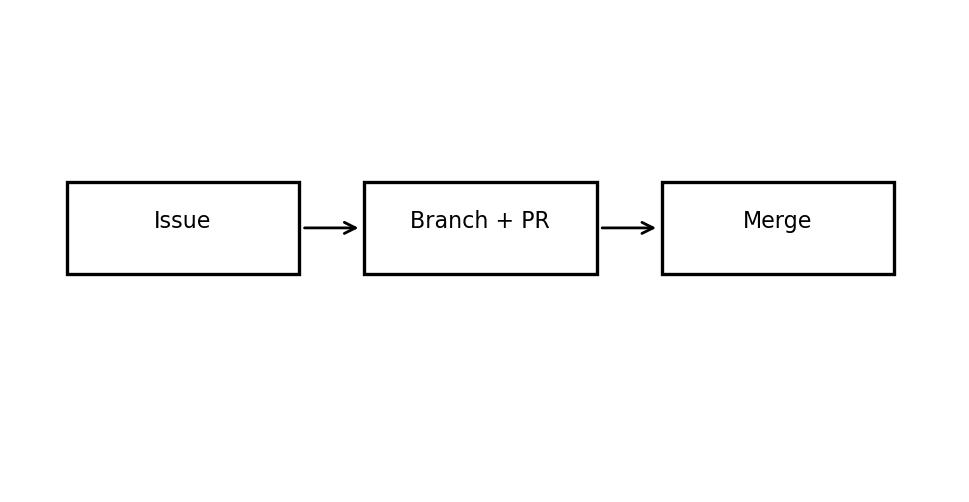 Issue
Branch + PR
Merge